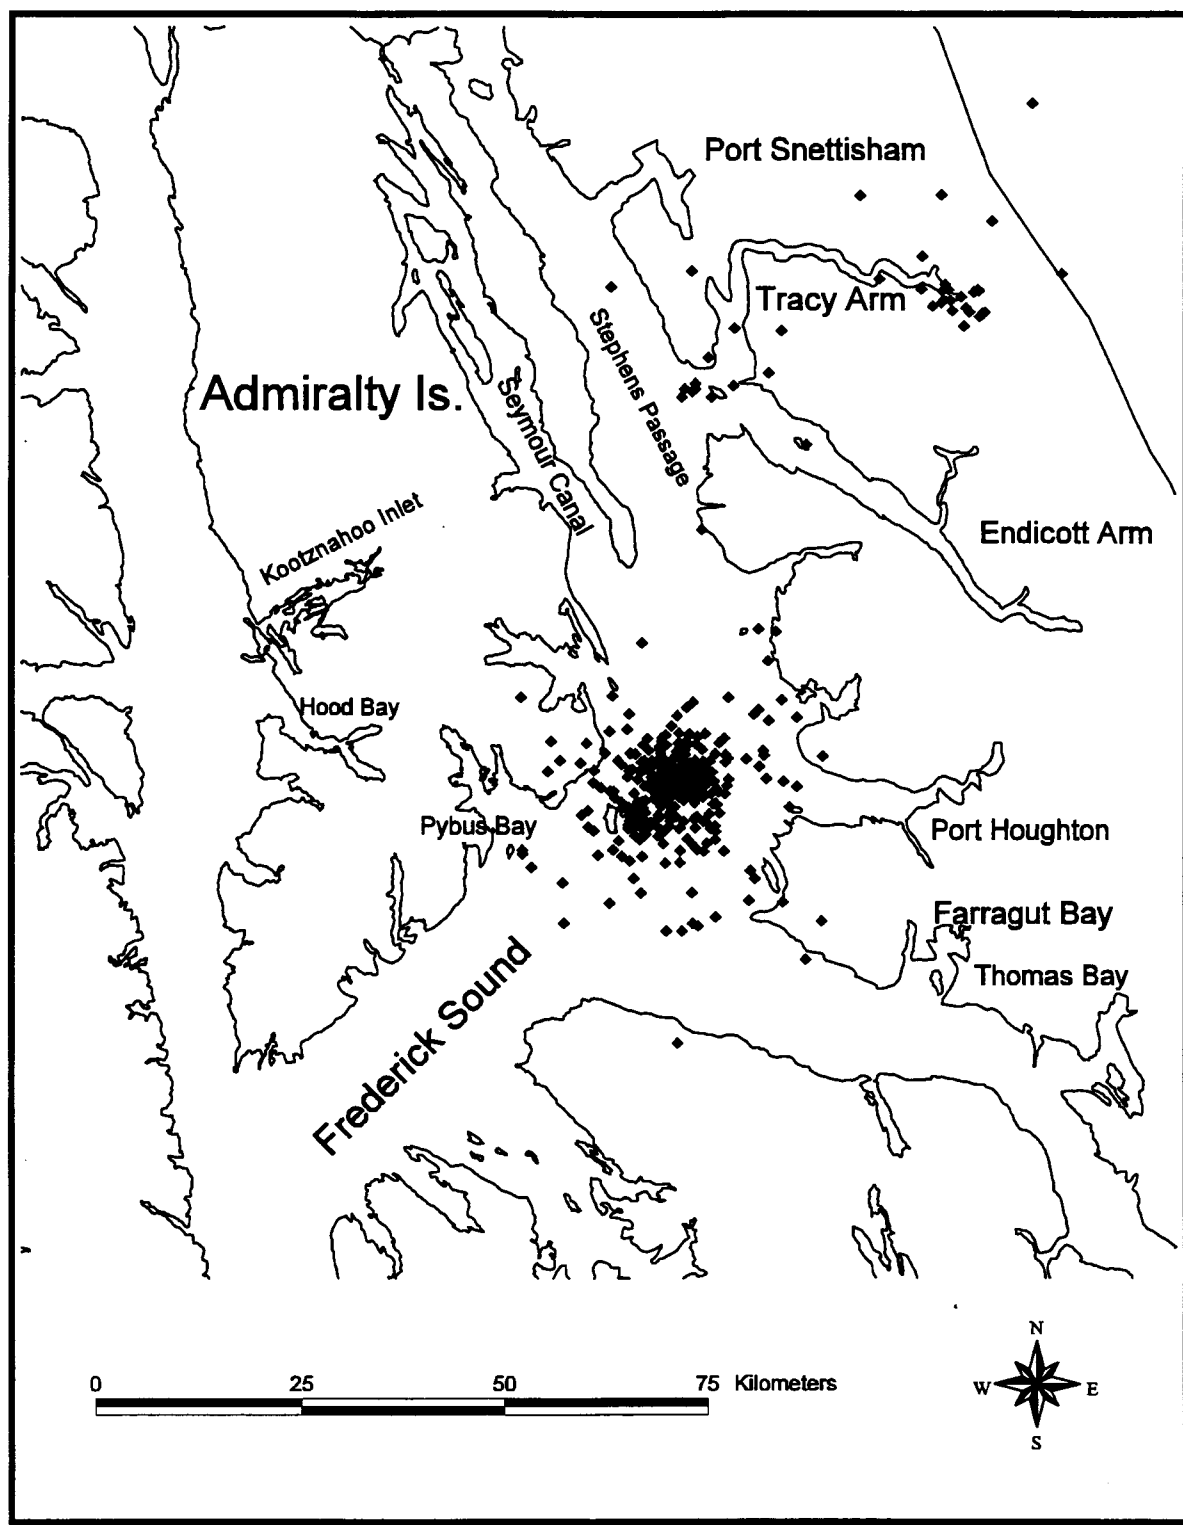 Port Snettisham
Tracy Arm
Stephens Passage
Admiralty Is.
Seymour Canal
Kootznahoo Inlet
Endicott Arm
Hood Bay
Pybus Bay
Port Houghton
Farragut Bay
Thomas Bay
Frederick Sound
N
W E
S
0 25 50 75 Kilometers